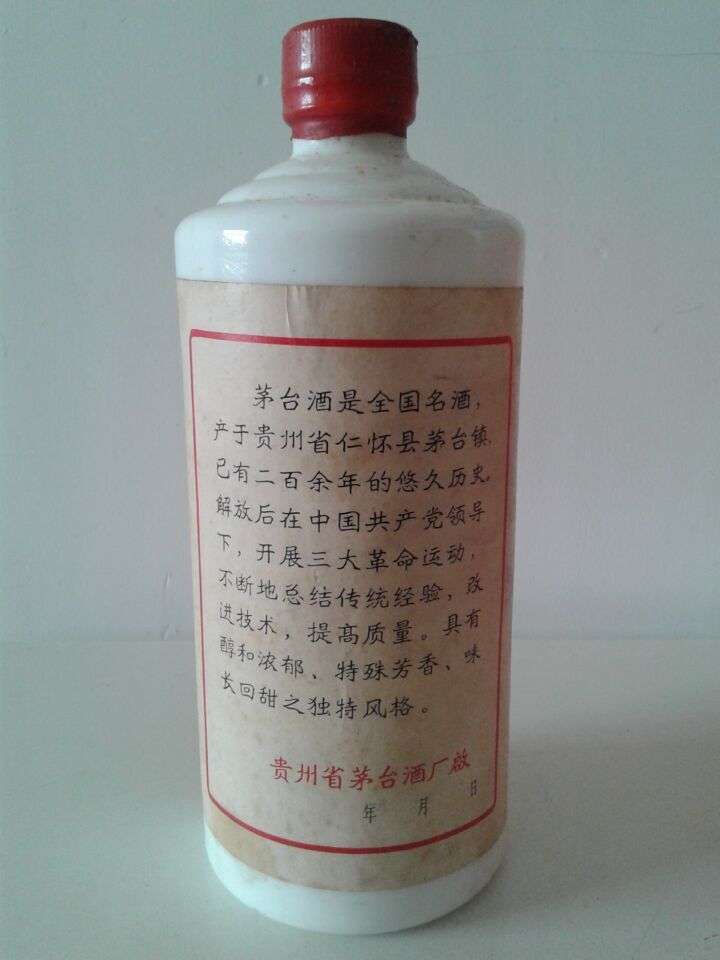 茅台酒是全国名酒，
产于贵州省仁怀县茅台镇，
已有二百余年的悠久历史。
解放后在中国共产党领导
下，开展三大革命运动，
不断地总结传统经验，改
进技术，提高质量。具有
醇和浓郁、特殊芳香、味
长回甜之独特风格。
贵州省茅台酒厂啟
年 月 日